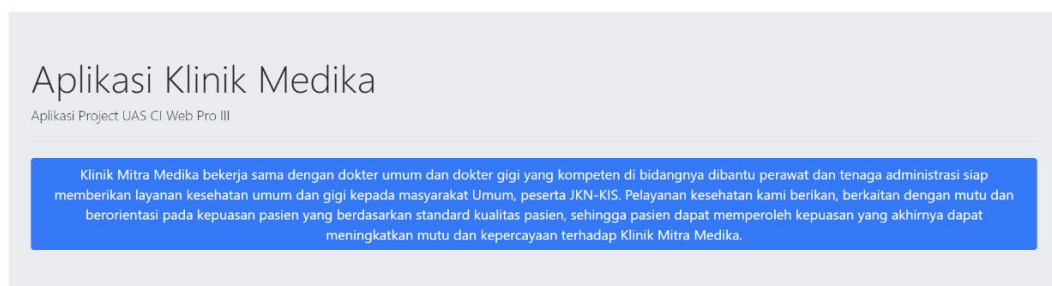 Aplikasi Klinik Medika
Aplikasi Project UAS CI Web Pro III
Klinik Mitra Medika bekerja sama dengan dokter umum dan dokter gigi yang kompeten di bidangnya dibantu perawat dan tenaga administrasi siap
memberikan layanan kesehatan umum dan gigi kepada masyarakat Umum, peserta JKN-KIS. Pelayanan kesehatan kami berikan, berkaitan dengan mutu dan
berorientasi pada kepuasan pasien yang berdasarkan standard kualitas pasien, sehingga pasien dapat memperoleh kepuasan yang akhirnya dapat
meningkatkan mutu dan kepercayaan terhadap Klinik Mitra Medika.